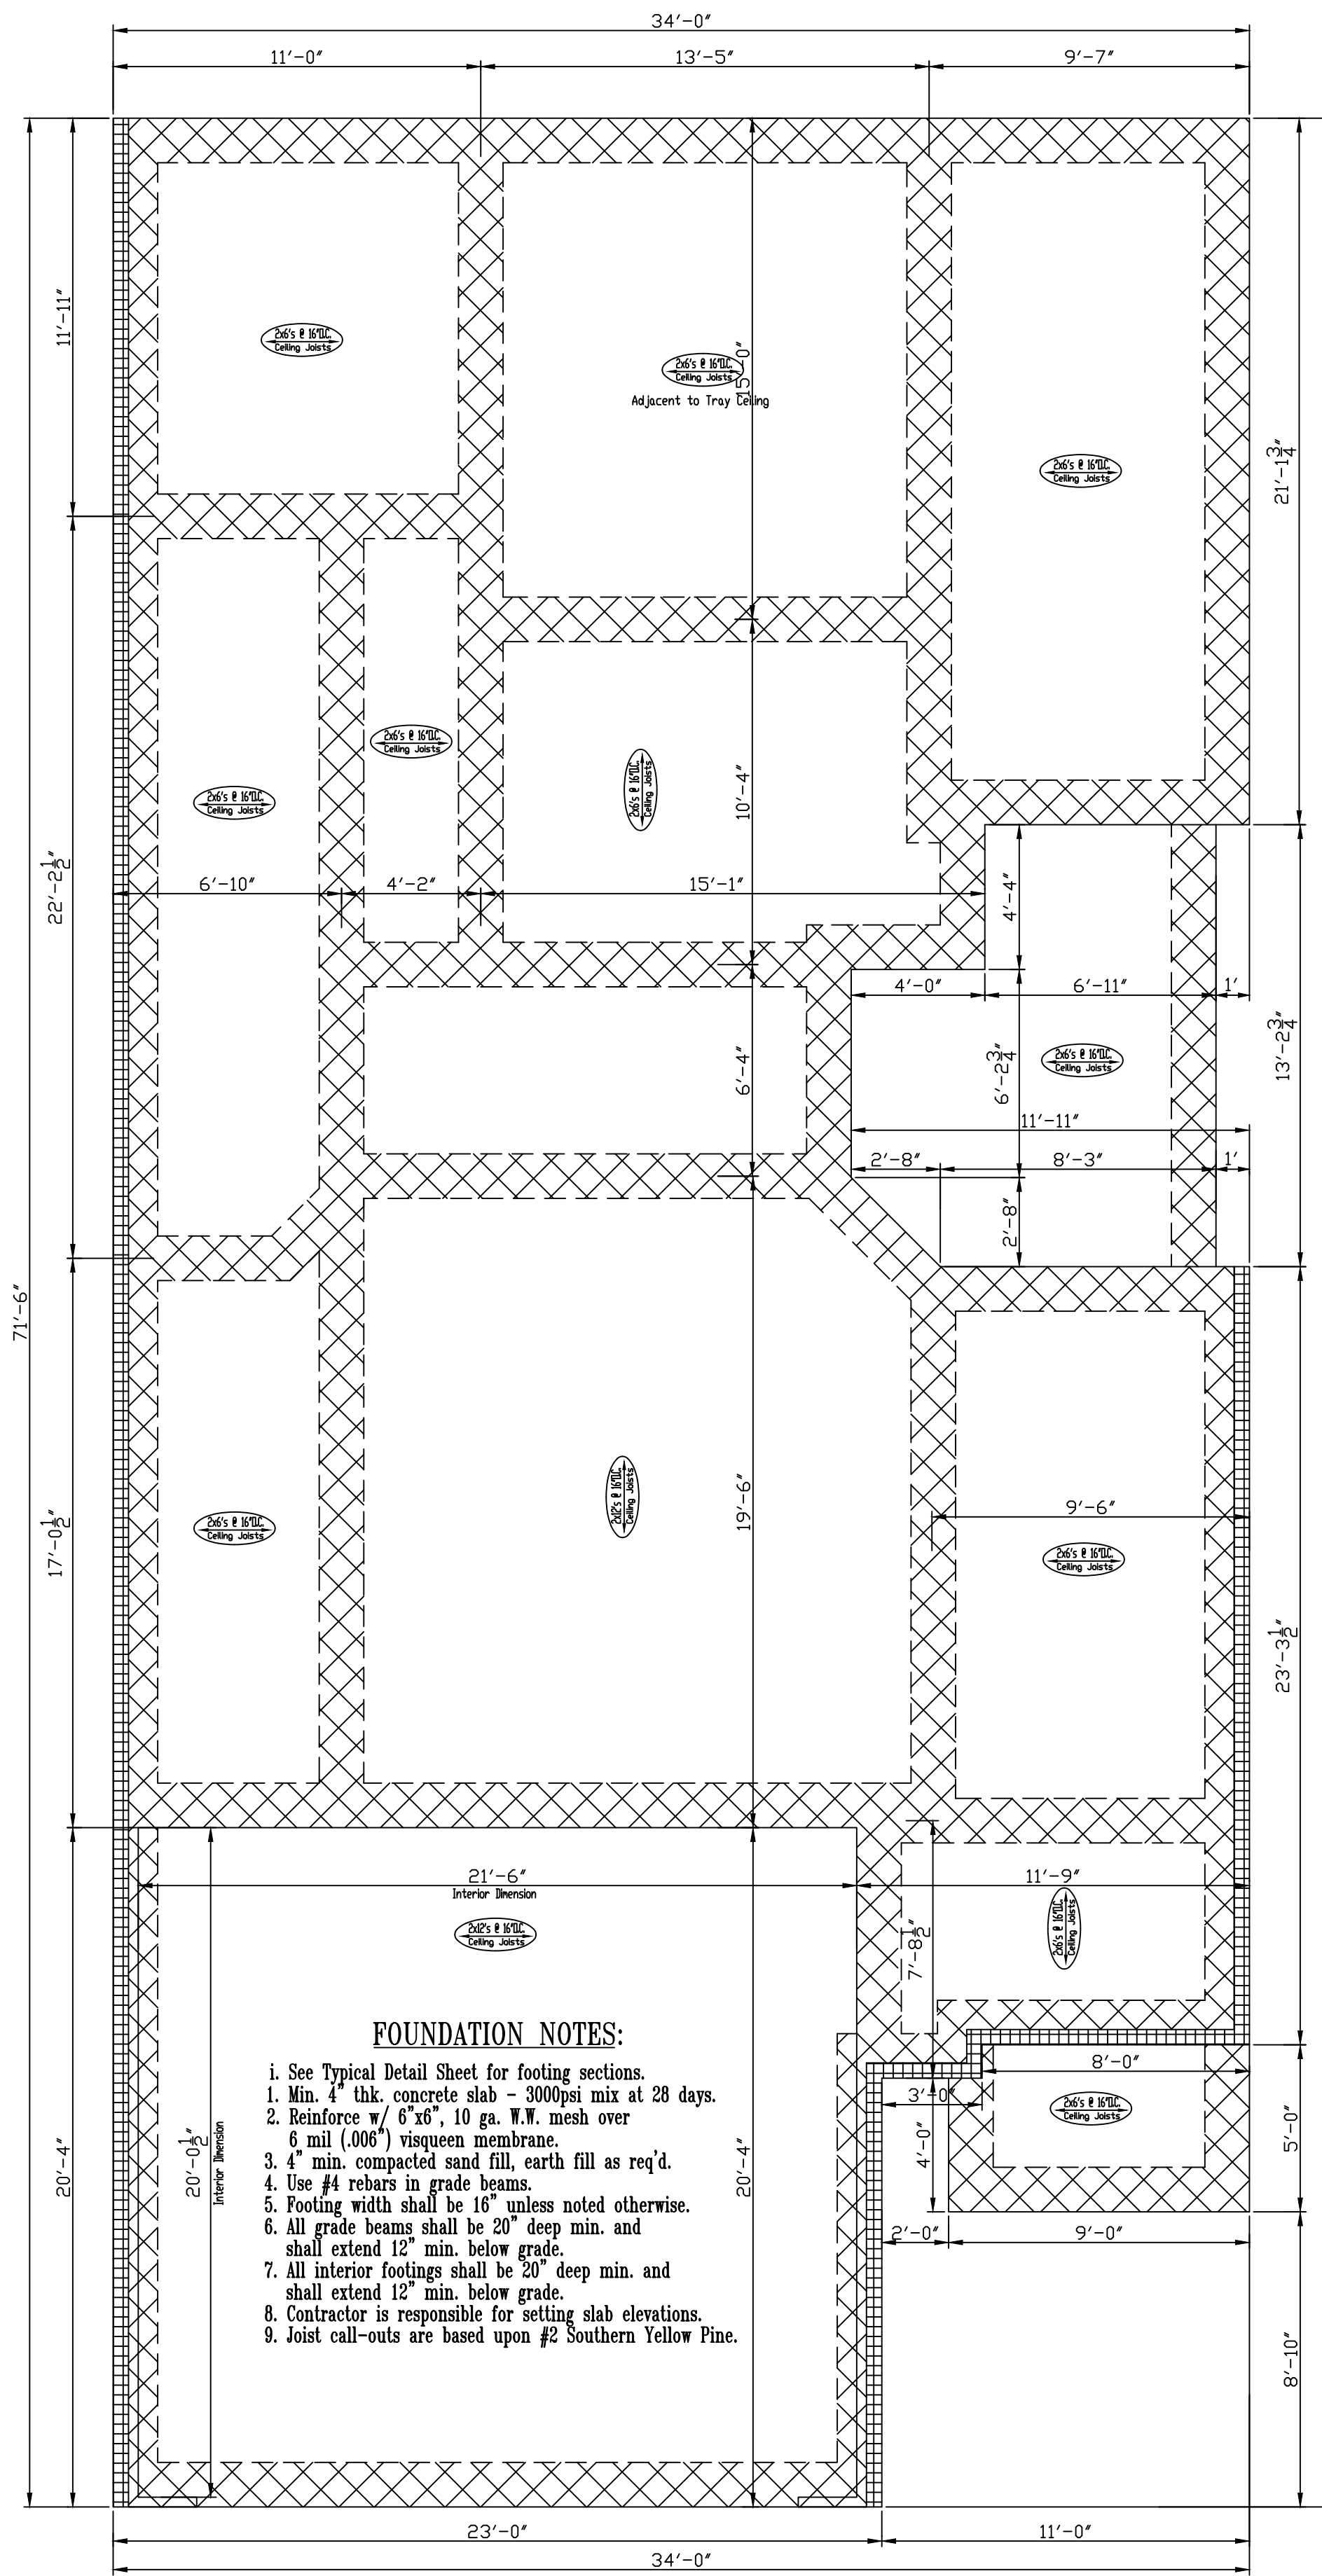 34'-0"
11'-0" 13'-5" 9'-7"
11'-11"
2x6's @ 16"O.C.
Ceiling Joists
2x6's @ 16"O.C.
Ceiling Joists
Adjacent to Tray Ceiling
15'-0"
2x6's @ 16"O.C.
Ceiling Joists
21'-1 3/4"
2x6's @ 16"O.C.
Ceiling Joists
2x6's @ 16"O.C.
Ceiling Joists
2x6's @ 16"O.C.
Ceiling Joists
10'-4"
22'-2 1/2"
6'-10" 4'-2" 15'-1"
4'-4"
4'-0" 6'-11" 1'
6'-4"
6'-2 3/4"
2x6's @ 16"O.C.
Ceiling Joists
13'-2 3/4"
11'-11"
2'-8" 8'-3" 1'
2'-8"
71'-6"
17'-0 1/2"
2x6's @ 16"O.C.
Ceiling Joists
2x12's @ 16"O.C.
Ceiling Joists
19'-6"
9'-6"
2x6's @ 16"O.C.
Ceiling Joists
23'-3 1/2"
21'-6"
Interior Dimension
11'-9"
2x12's @ 16"O.C.
Ceiling Joists
7'-8 1/2"
2x6's @ 16"O.C.
Ceiling Joists
FOUNDATION NOTES:
i. See Typical Detail Sheet for footing sections.
1. Min. 4" thk. concrete slab - 3000psi mix at 28 days.
2. Reinforce w/ 6"x6", 10 ga. W.W. mesh over
6 mil (.006") visqueen membrane.
3. 4" min. compacted sand fill, earth fill as req'd.
4. Use #4 rebars in grade beams.
5. Footing width shall be 16" unless noted otherwise.
6. All grade beams shall be 20" deep min. and
shall extend 12" min. below grade.
7. All interior footings shall be 20" deep min. and
shall extend 12" min. below grade.
8. Contractor is responsible for setting slab elevations.
9. Joist call-outs are based upon #2 Southern Yellow Pine.
20'-4"
20'-0 1/2"
Interior Dimension
20'-4"
8'-0"
3'-0"
2x6's @ 16"O.C.
Ceiling Joists
4'-0"
5'-0"
2'-0" 9'-0"
8'-10"
23'-0" 11'-0"
34'-0"